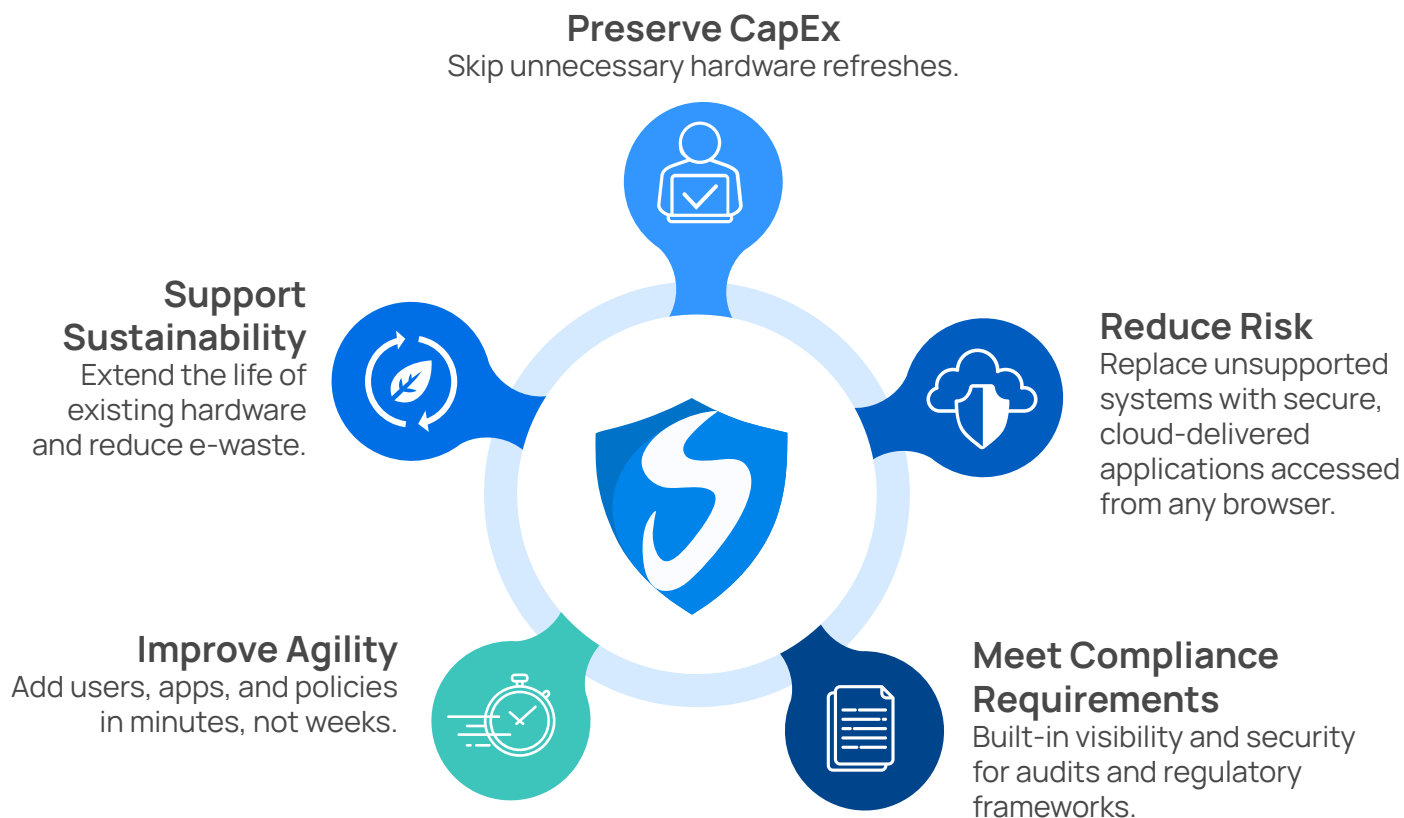 Preserve CapEx
Skip unnecessary hardware refreshes.
Support
Sustainability
Extend the life of
existing hardware
and reduce e-waste.
Reduce Risk
Replace unsupported
systems with secure,
cloud-delivered
applications accessed
from any browser.
Improve Agility
Add users, apps, and policies
in minutes, not weeks.
Meet Compliance
Requirements
Built-in visibility and security
for audits and regulatory
frameworks.